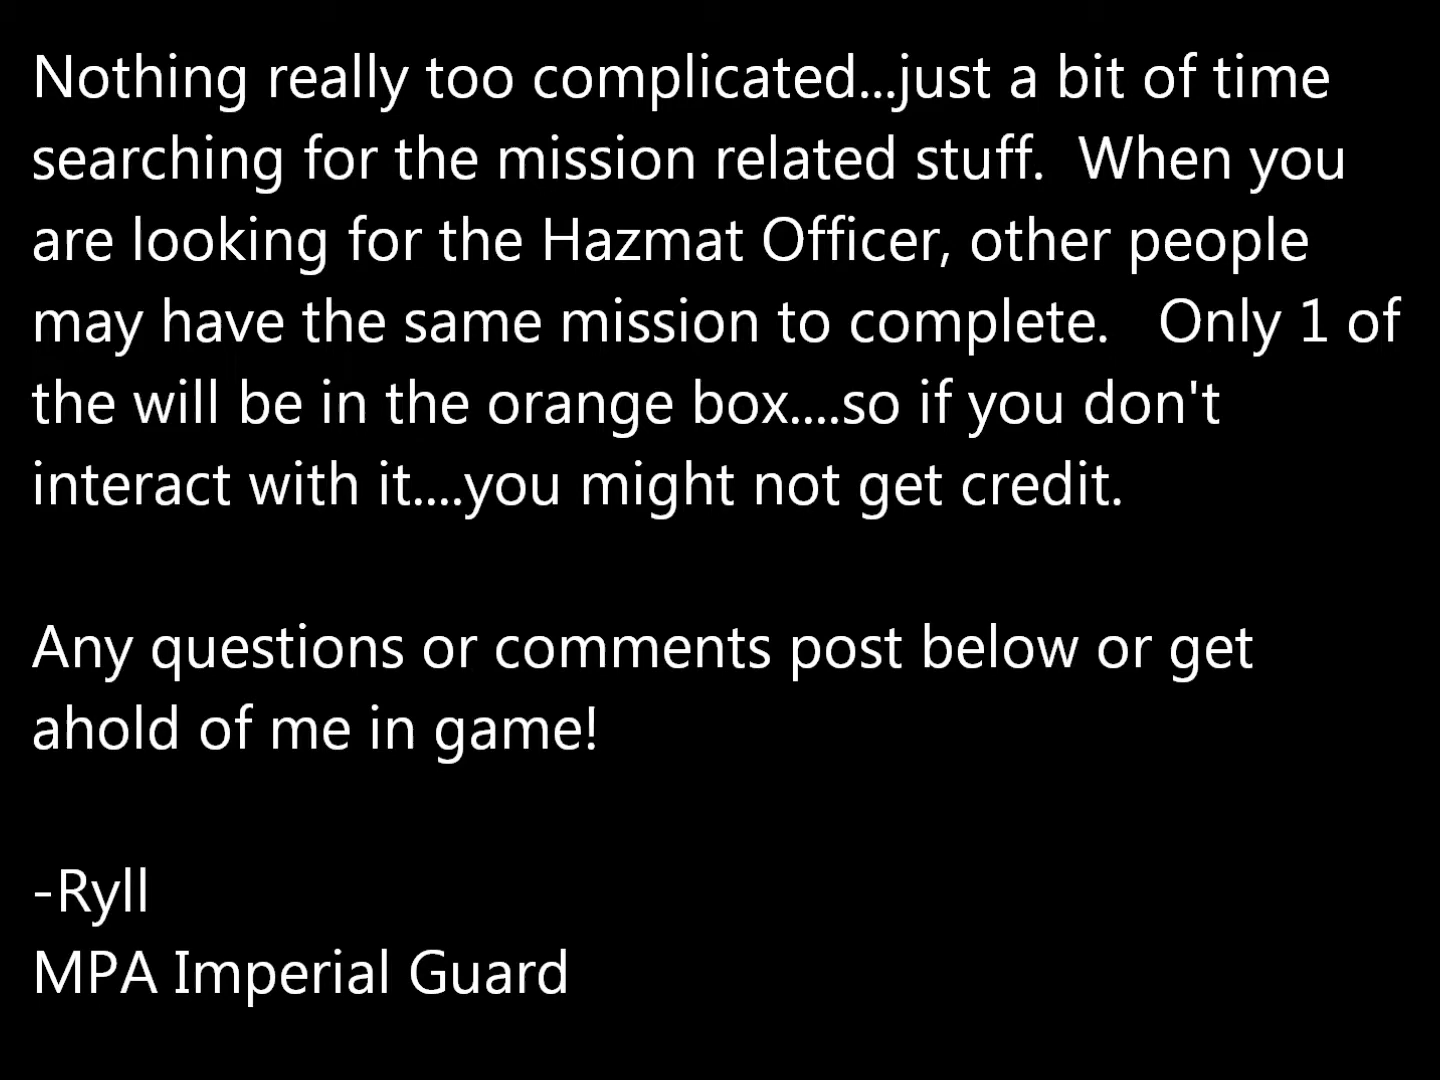 Nothing really too complicated...just a bit of time
searching for the mission related stuff.  When you
are looking for the Hazmat Officer, other people
may have the same mission to complete.   Only 1 of
the will be in the orange box....so if you don't
interact with it....you might not get credit.
Any questions or comments post below or get
ahold of me in game!
-Ryll
MPA Imperial Guard